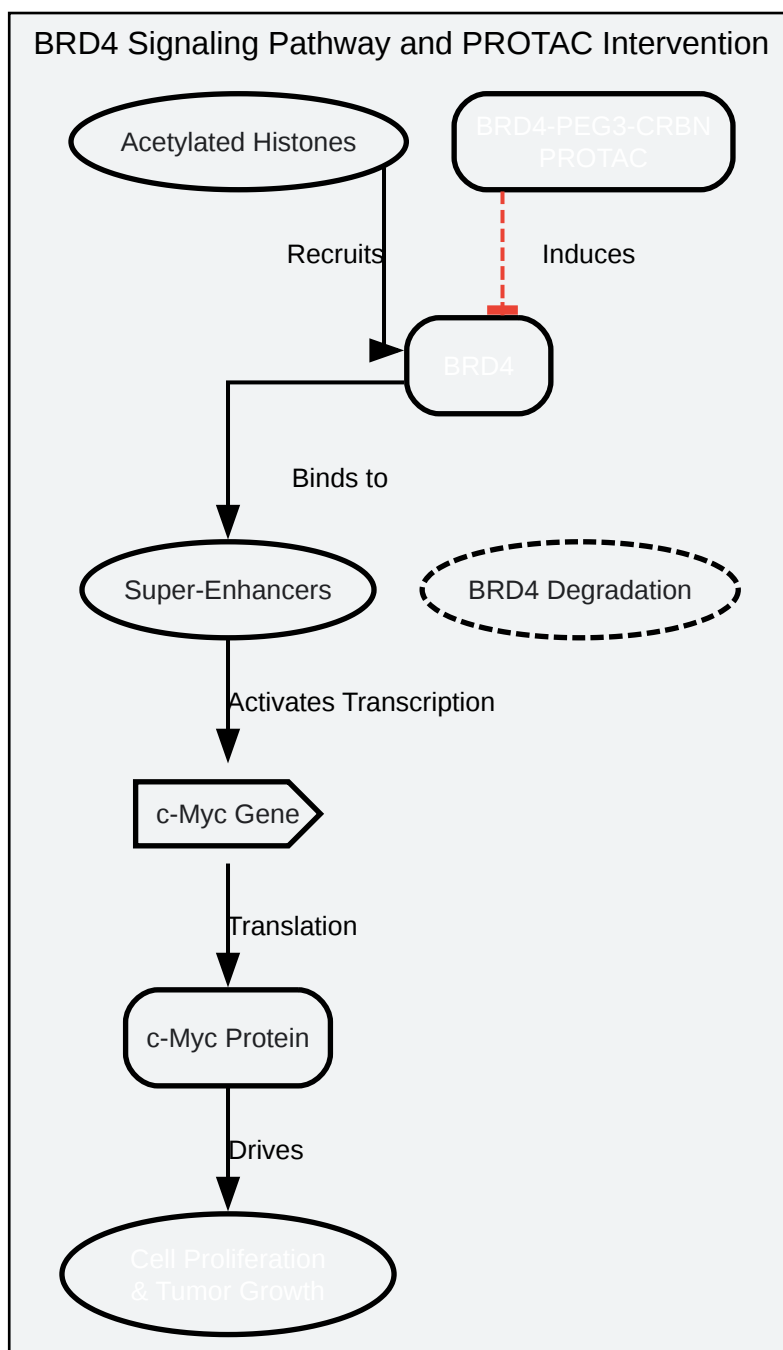 BRD4 Signaling Pathway and PROTAC Intervention
Acetylated Histones
BRD4-PEG3-CRBN
PROTAC
Recruits
Induces
BRD4
Binds to
Super-Enhancers
BRD4 Degradation
Activates Transcription
c-Myc Gene
Translation
c-Myc Protein
Drives
Cell Proliferation
& Tumor Growth